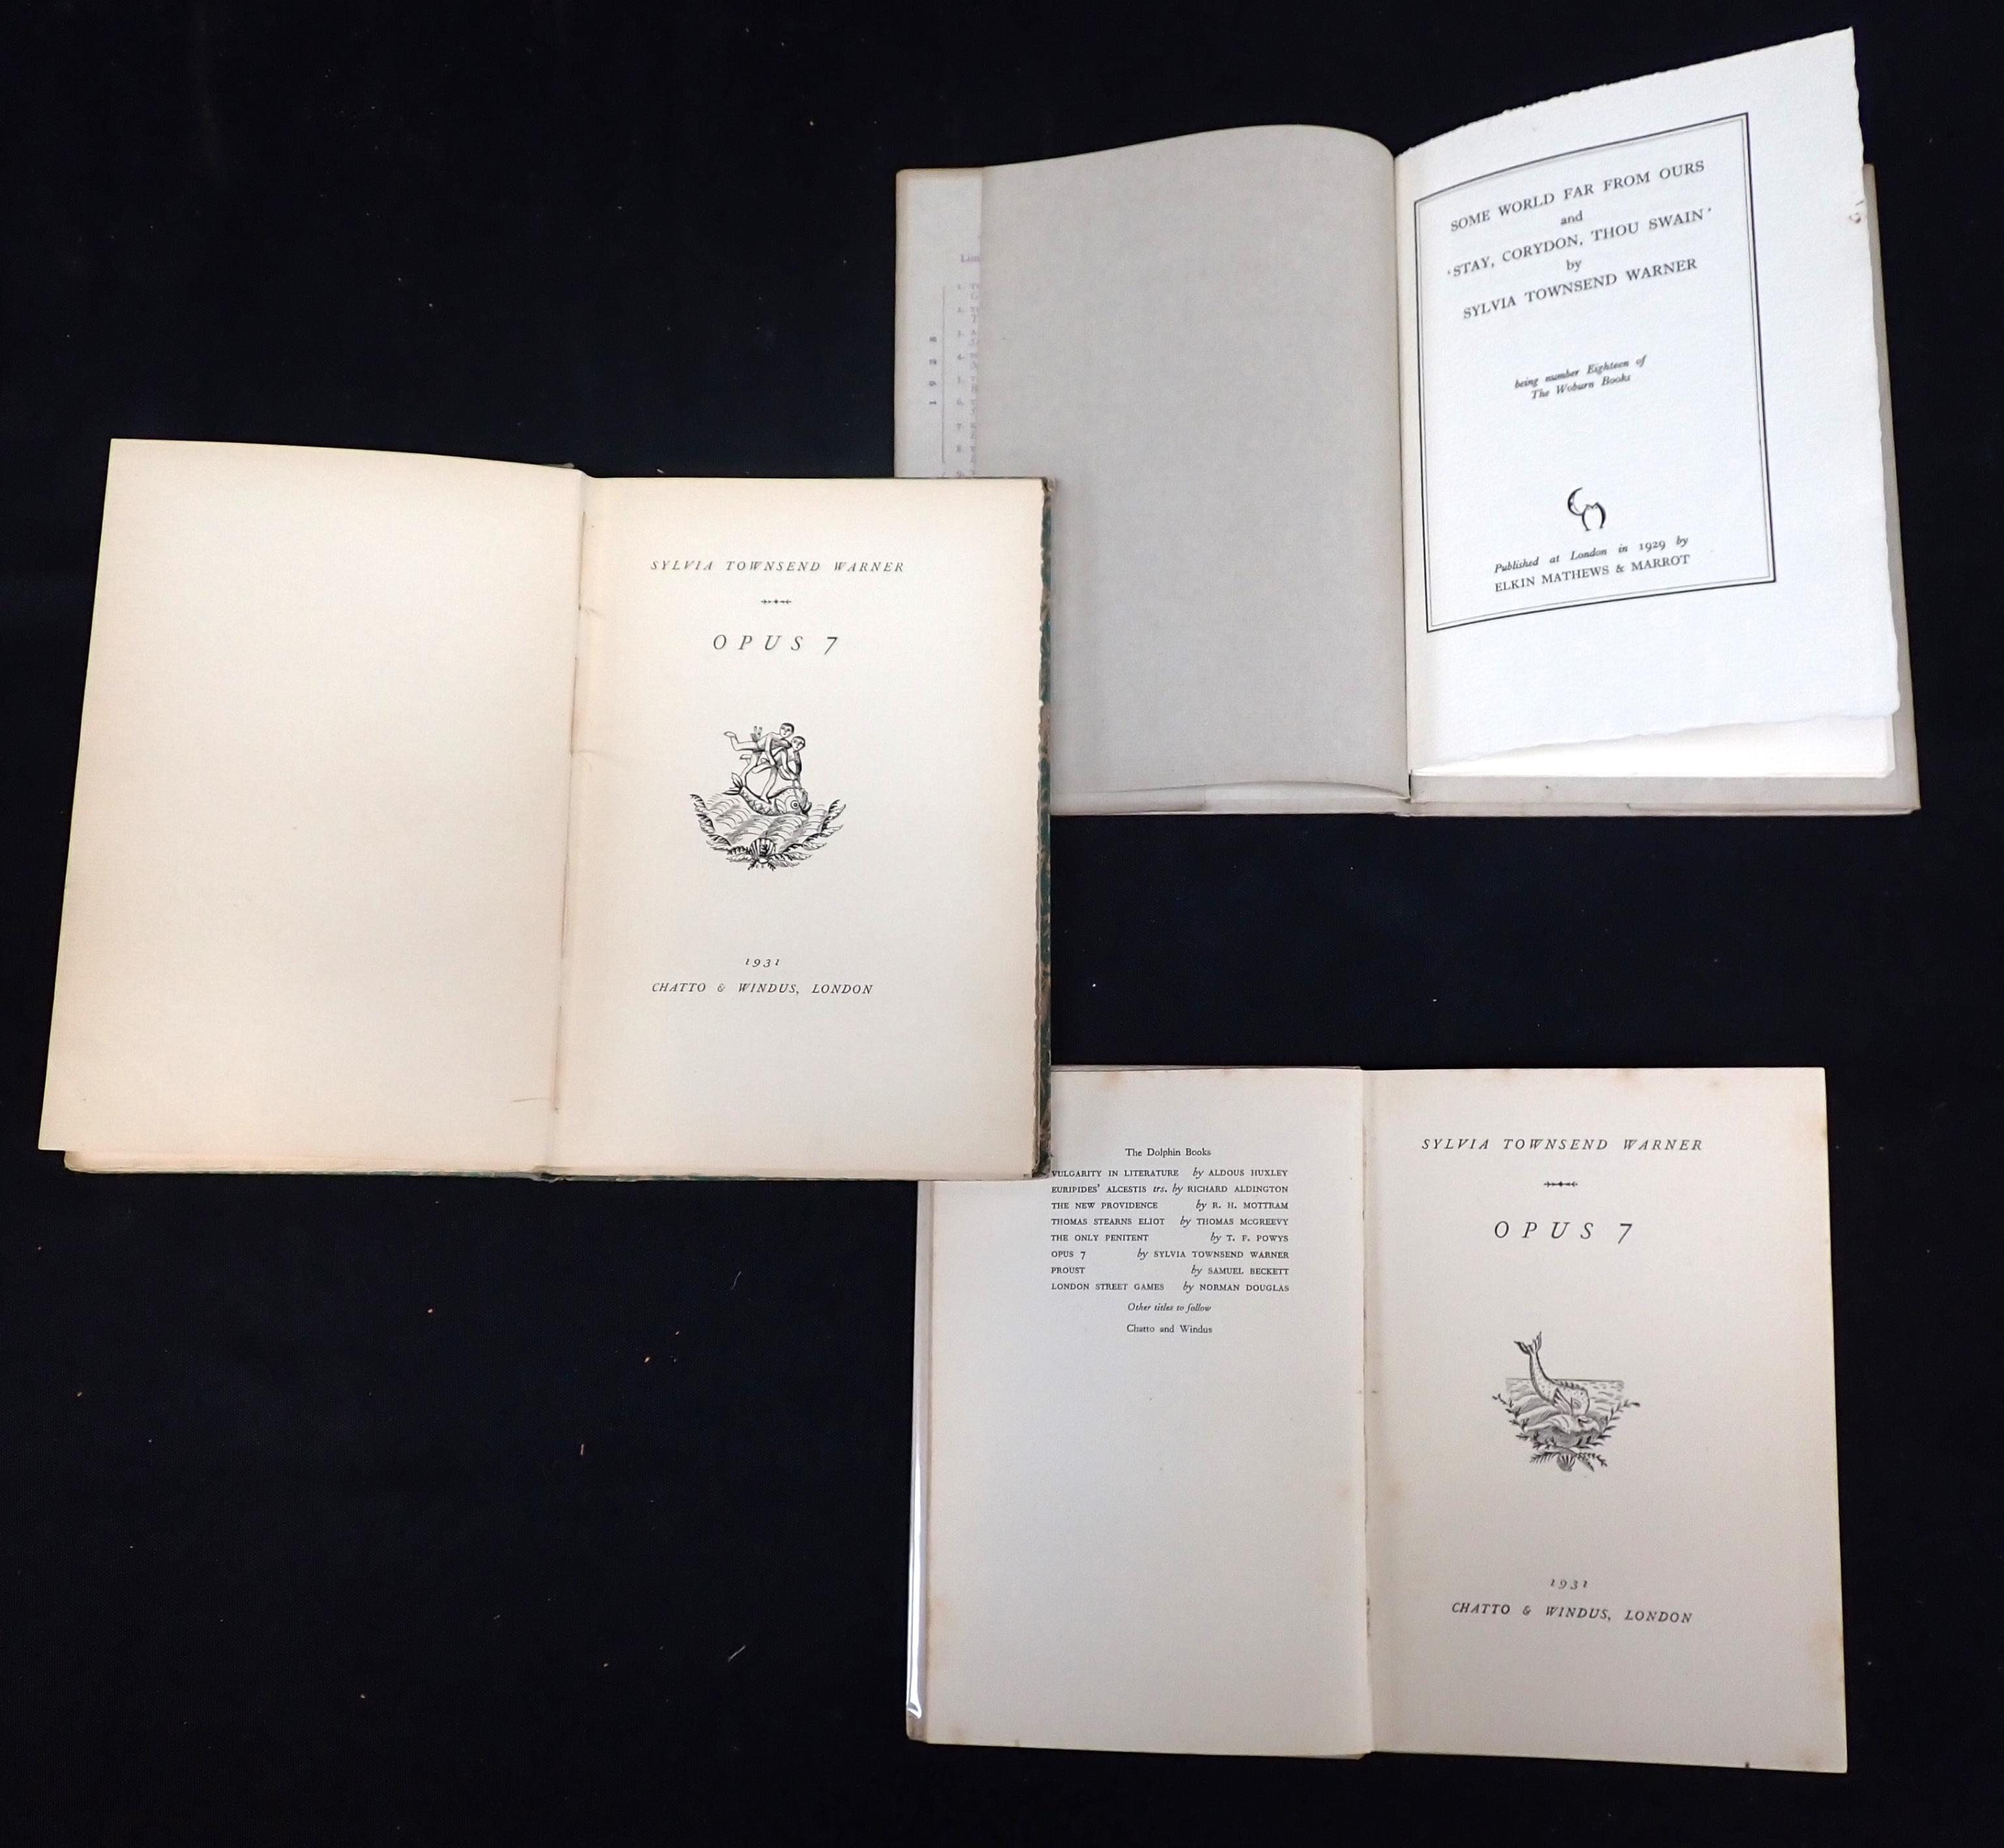 SOME WORLD FAR FROM OURS
and
'STAY, CORYDON, THOU SWAIN'
by
SYLVIA TOWNSEND WARNER
being number Eighteen of
The Woburn Books
Published at London in 1929 by
ELKIN MATHEWS & MARROT
SYLVIA TOWNSEND WARNER
OPUS 7
1931
CHATTO & WINDUS, LONDON
The Dolphin Books
VULGARITY IN LITERATURE by ALDOUS HUXLEY
EURIPIDES' ALCESTIS trs. by RICHARD ALDINGTON
THE NEW PROVIDENCE by R. H. MOTTRAM
THOMAS STEARNS ELIOT by THOMAS MCGREEVY
THE ONLY PENITENT by T. F. POWYS
OPUS 7 by SYLVIA TOWNSEND WARNER
PROUST by SAMUEL BECKETT
LONDON STREET GAMES by NORMAN DOUGLAS
Other titles to follow
Chatto and Windus
SYLVIA TOWNSEND WARNER
OPUS 7
1931
CHATTO & WINDUS, LONDON